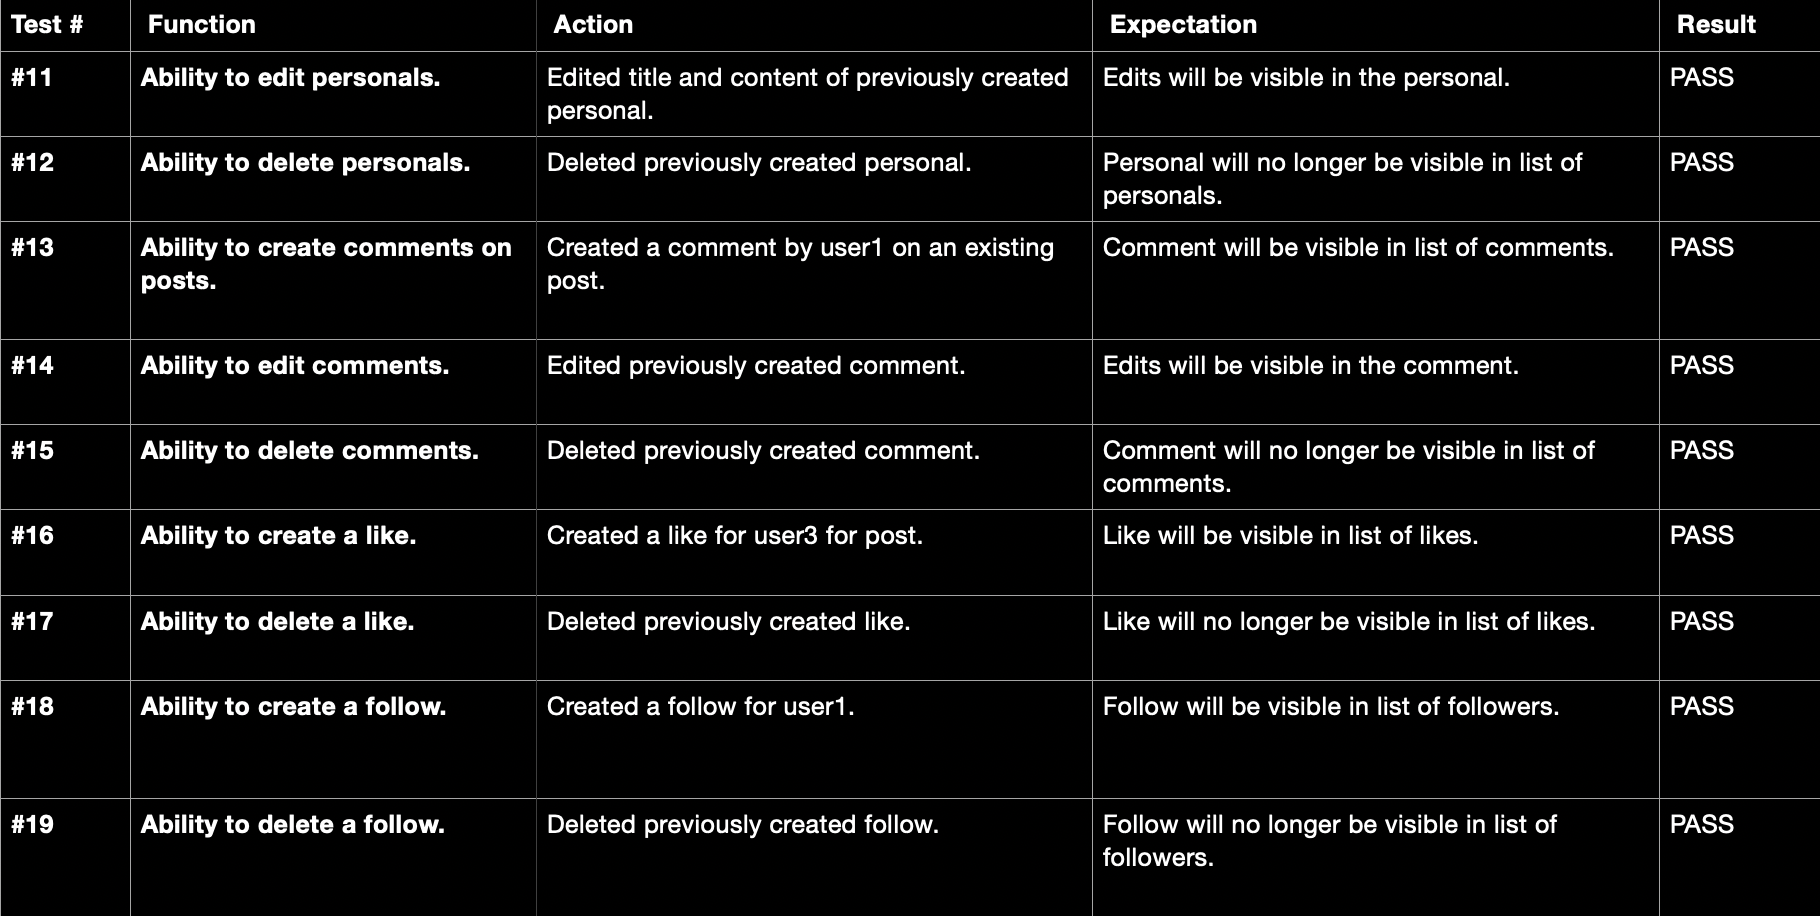 Test # Function Action Expectation Result
#11 Ability to edit personals. Edited title and content of previously created personal. Edits will be visible in the personal. PASS
#12 Ability to delete personals. Deleted previously created personal. Personal will no longer be visible in list of personals. PASS
#13 Ability to create comments on posts. Created a comment by user1 on an existing post. Comment will be visible in list of comments. PASS
#14 Ability to edit comments. Edited previously created comment. Edits will be visible in the comment. PASS
#15 Ability to delete comments. Deleted previously created comment. Comment will no longer be visible in list of comments. PASS
#16 Ability to create a like. Created a like for user3 for post. Like will be visible in list of likes. PASS
#17 Ability to delete a like. Deleted previously created like. Like will no longer be visible in list of likes. PASS
#18 Ability to create a follow. Created a follow for user1. Follow will be visible in list of followers. PASS
#19 Ability to delete a follow. Deleted previously created follow. Follow will no longer be visible in list of followers. PASS